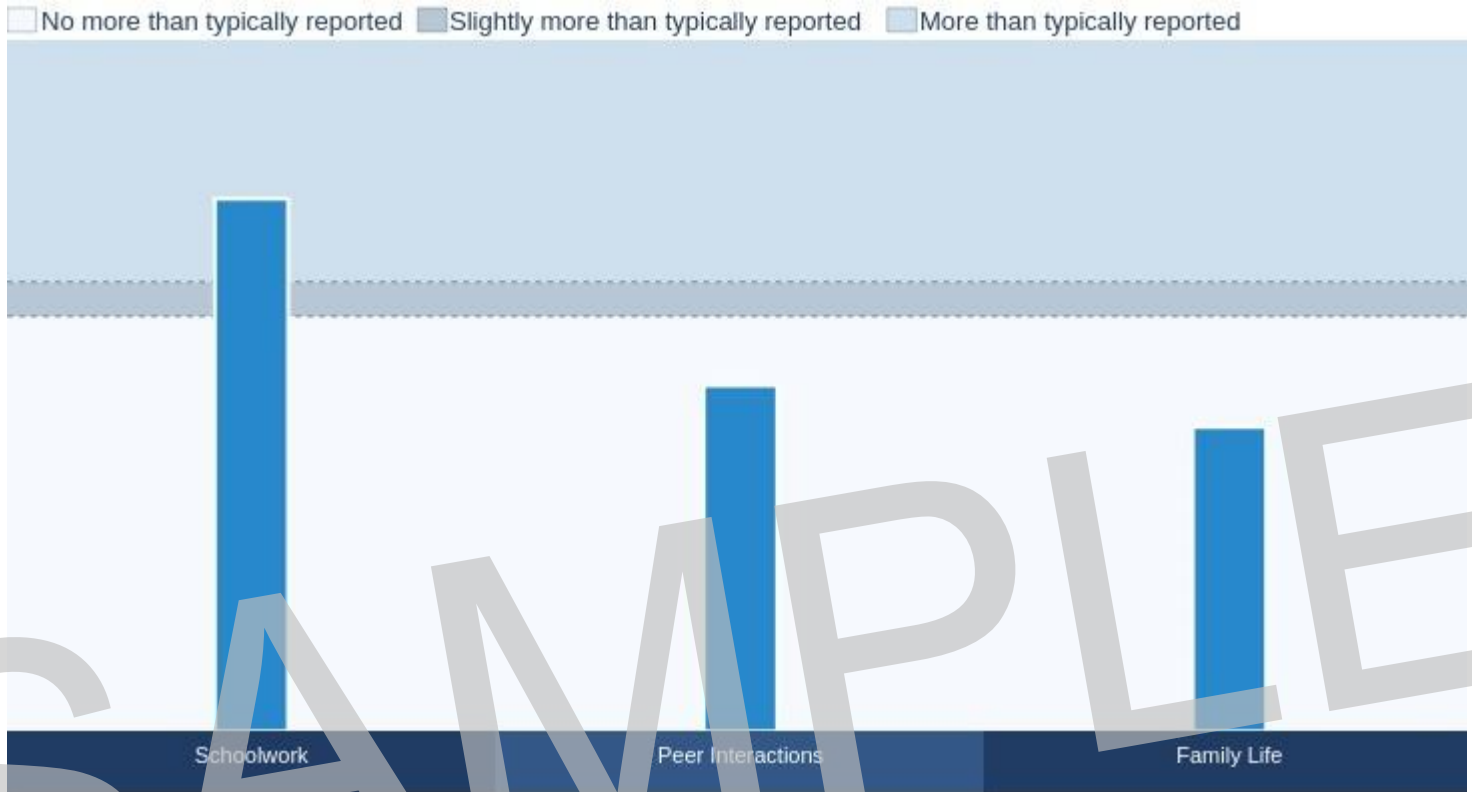 No more than typically reported Slightly more than typically reported More than typically reported
Schoolwork Peer Interactions Family Life
SAMPLE